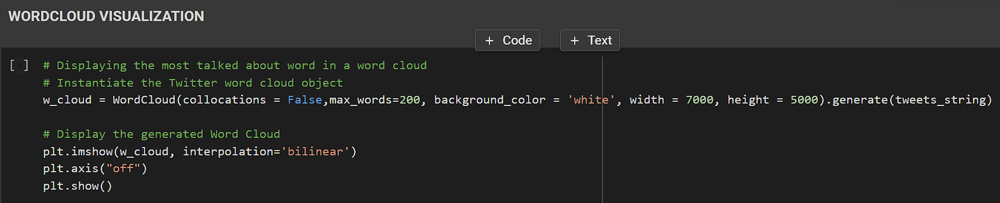 WORDCLOUD VISUALIZATION
+ Code + Text
[ ] # Displaying the most talked about word in a word cloud
# Instantiate the Twitter word cloud object
w_cloud = WordCloud(collocations = False,max_words=200, background_color = 'white', width = 7000, height = 5000).generate(tweets_string)
# Display the generated Word Cloud
plt.imshow(w_cloud, interpolation='bilinear')
plt.axis("off")
plt.show()